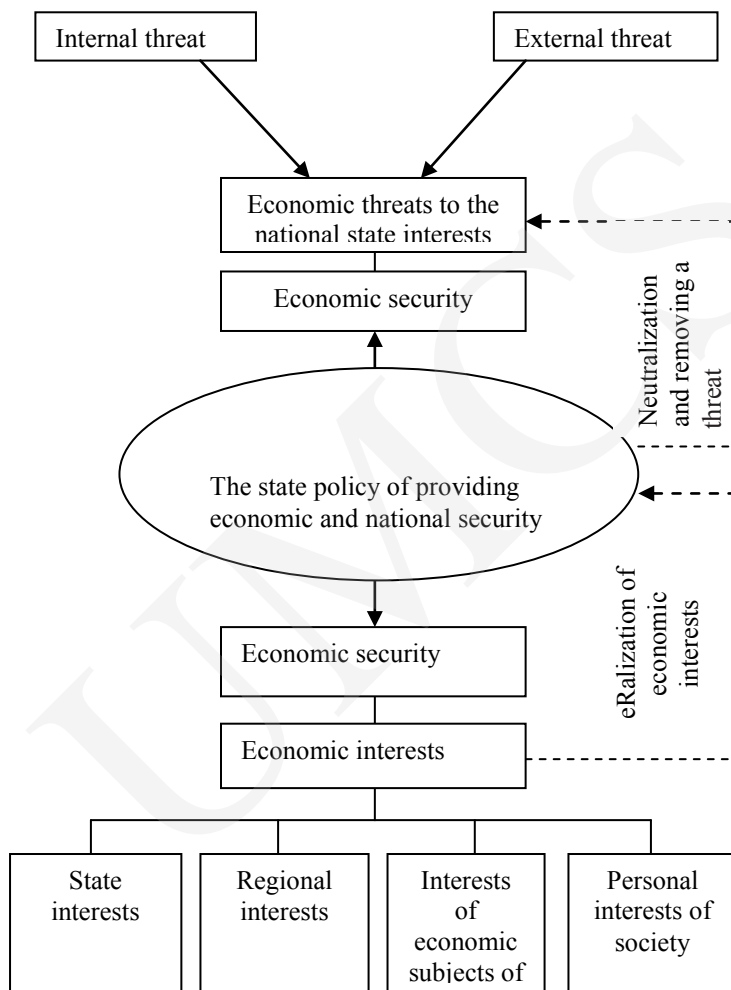 Internal threat
External threat
Economic threats to the
national state interests
Economic security
Neutralization
and removing a
threat
The state policy of providing
economic and national security
eRalization of
economic
interests
Economic security
Economic interests
State
interests
Regional
interests
Interests
of
economic
subjects of
Personal
interests of
society
UMCS